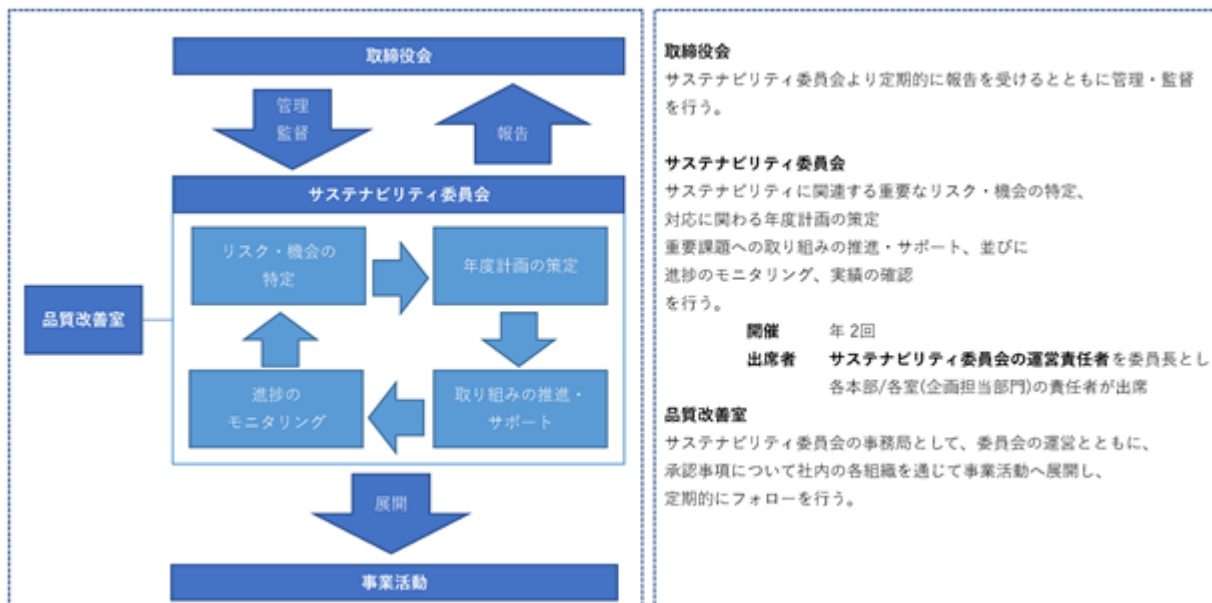 取締役会
管理
監督
報告
サステナビリティ委員会
リスク・機会の
特定
年度計画の策定
品質改善室
進捗の
モニタリング
取り組みの推進・
サポート
展開
事業活動
取締役会
サステナビリティ委員会より定期的に報告を受けるとともに管理・監督
を行う。
サステナビリティ委員会
サステナビリティに関連する重要なリスク・機会の特定、
対応に関わる年度計画の策定
重要課題への取り組みの推進・サポート、並びに
進捗のモニタリング、実績の確認
を行う。
開催 年 2回
出席者 サステナビリティ委員会の運営責任者を委員長とし
各本部/各室(企画担当部門)の責任者が出席
品質改善室
サステナビリティ委員会の事務局として、委員会の運営とともに、
承認事項について社内の各組織を通じて事業活動へ展開し、
定期的にフォローを行う。